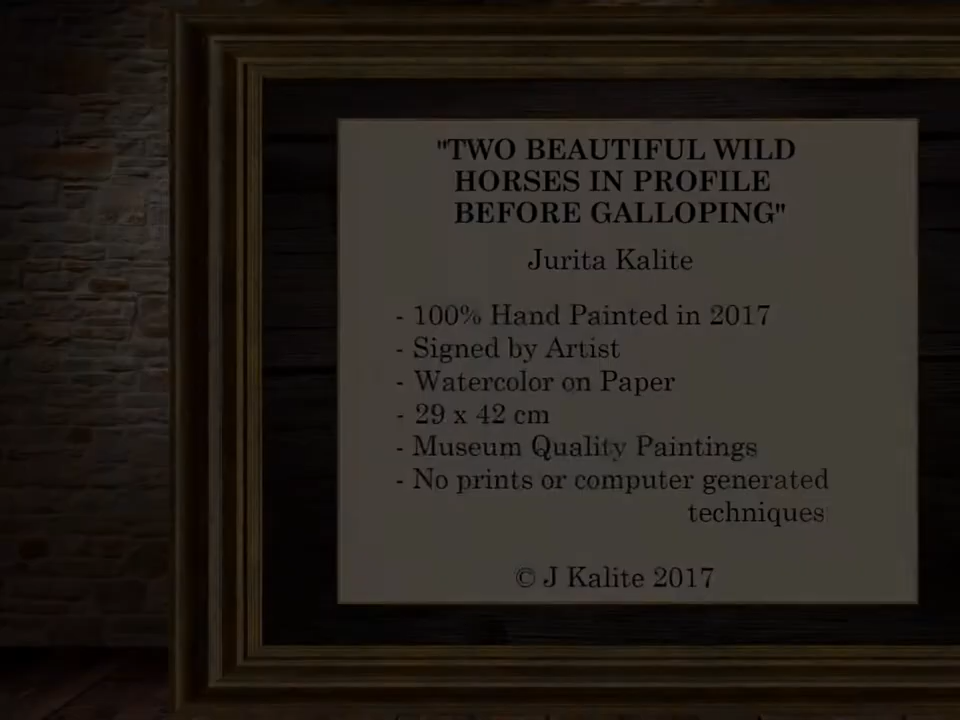 "TWO BEAUTIFUL WILD
HORSES IN PROFILE
BEFORE GALLOPING"
Jurita Kalite
- 100% Hand Painted in 2017
- Signed by Artist
- Watercolor on Paper
- 29 x 42 cm
- Museum Quality Paintings
- No prints or computer generated
techniques
© J Kalite 2017